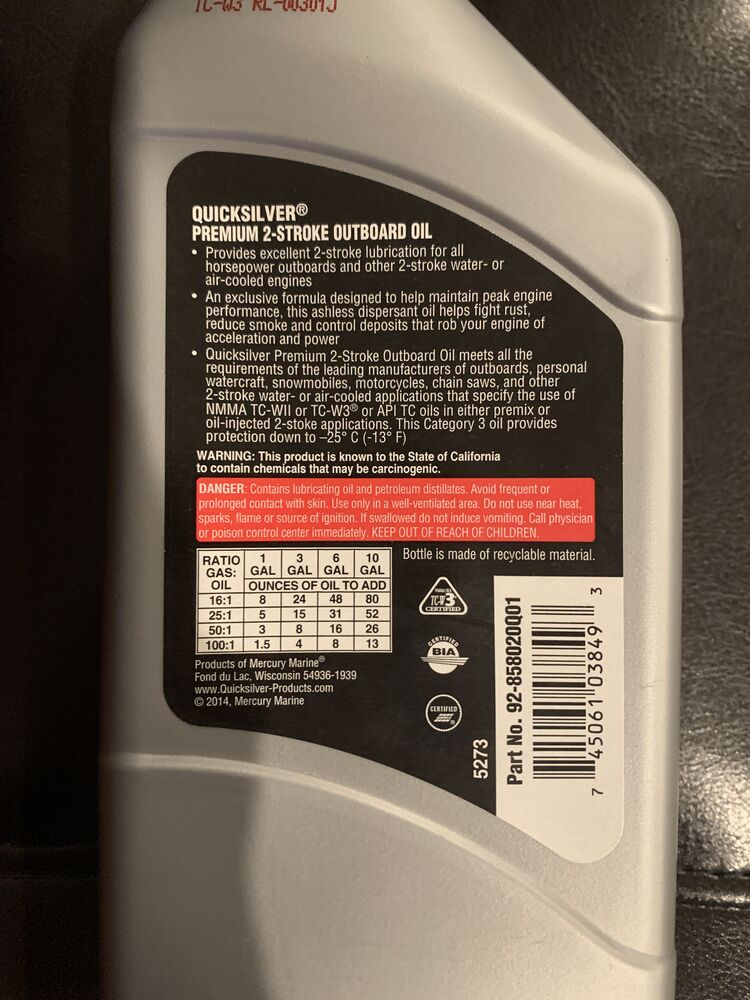 TC-W3 RL-00301J
QUICKSILVER®
PREMIUM 2-STROKE OUTBOARD OIL
• Provides excellent 2-stroke lubrication for all
horsepower outboards and other 2-stroke water- or
air-cooled engines
• An exclusive formula designed to help maintain peak engine
performance, this ashless dispersant oil helps fight rust,
reduce smoke and control deposits that rob your engine of
acceleration and power
• Quicksilver Premium 2-Stroke Outboard Oil meets all the
requirements of the leading manufacturers of outboards, personal
watercraft, snowmobiles, motorcycles, chain saws, and other
2-stroke water- or air-cooled applications that specify the use of
NMMA TC-WII or TC-W3® or API TC oils in either premix or
oil-injected 2-stoke applications. This Category 3 oil provides
protection down to –25° C (-13° F)
WARNING: This product is known to the State of California
to contain chemicals that may be carcinogenic.
DANGER: Contains lubricating oil and petroleum distillates. Avoid frequent or
prolonged contact with skin. Use only in a well-ventilated area. Do not use near heat,
sparks, flame or source of ignition. If swallowed do not induce vomiting. Call physician
or poison control center immediately. KEEP OUT OF REACH OF CHILDREN.
RATIO GAS: OIL 1 GAL 3 GAL 6 GAL 10 GAL
OUNCES OF OIL TO ADD
16:1 8 24 48 80
25:1 5 15 31 52
50:1 3 8 16 26
100:1 1.5 4 8 13
Bottle is made of recyclable material.
TC-W3
CERTIFIED
CERTIFIED
BIA
CERTIFIED
Products of Mercury Marine®
Fond du Lac, Wisconsin 54936-1939
www.Quicksilver-Products.com
© 2014, Mercury Marine
5273
Part No. 92-858020Q01
7 45061 03849 3